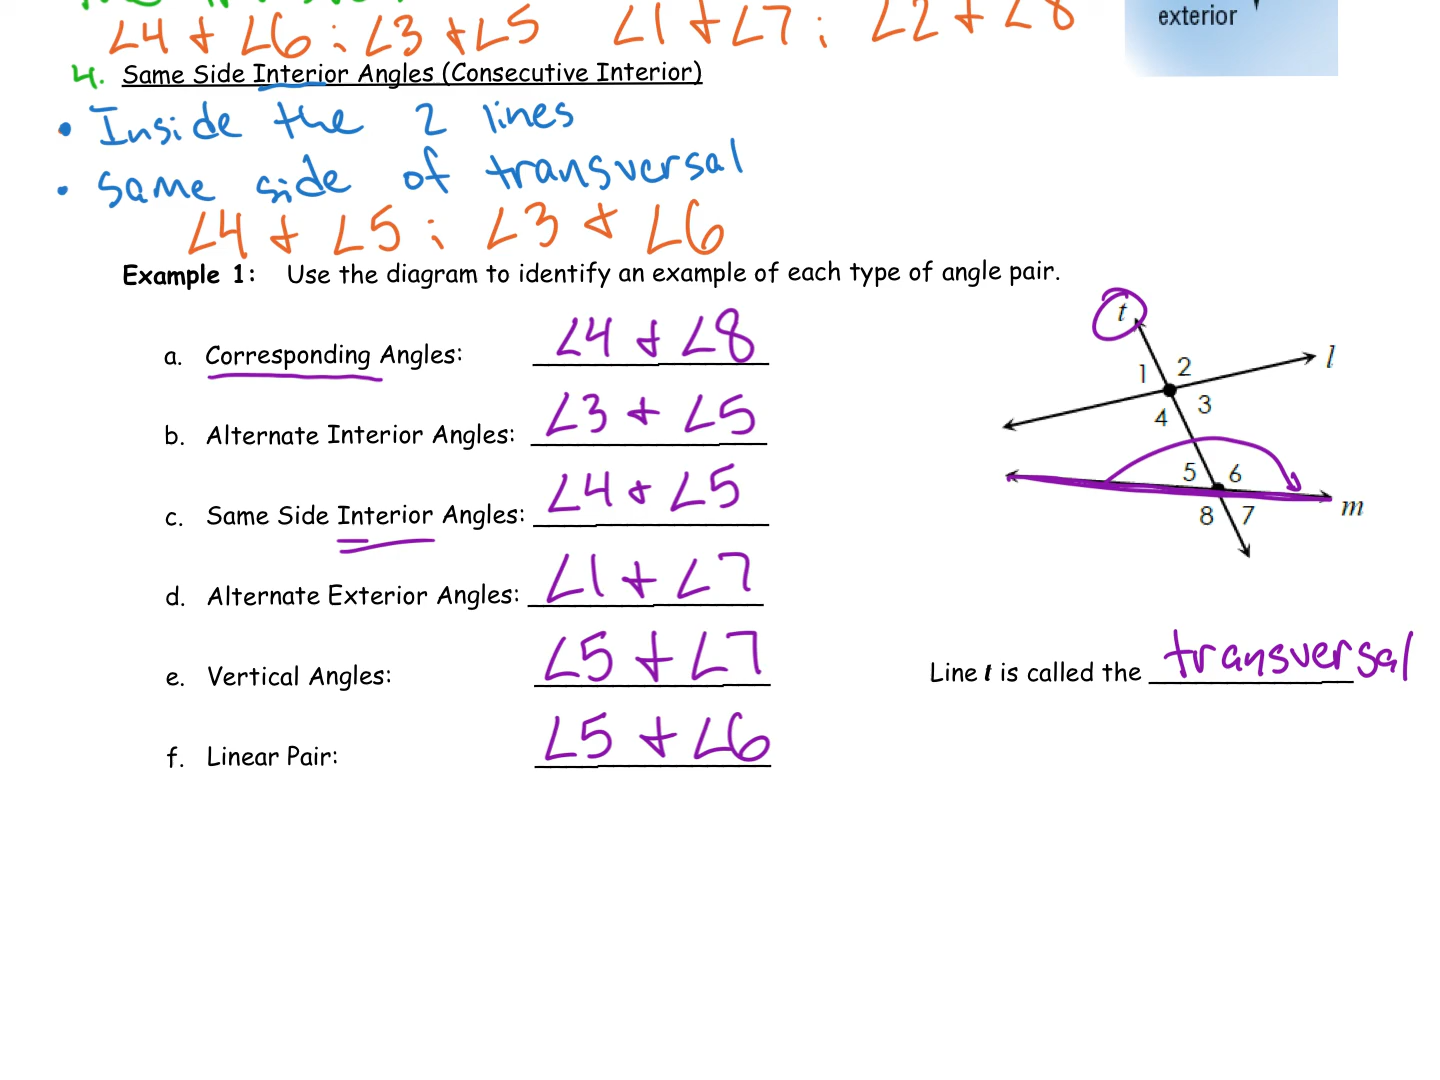 ∠4 + ∠6 ; ∠3 + ∠5 ∠1 + ∠7 ; ∠2 + ∠8
exterior
4. Same Side Interior Angles (Consecutive Interior)
• Inside the 2 lines
• Same side of transversal
∠4 + ∠5 ; ∠3 + ∠6
Example 1: Use the diagram to identify an example of each type of angle pair.
a. Corresponding Angles: ∠4 + ∠8
b. Alternate Interior Angles: ∠3 + ∠5
c. Same Side Interior Angles: ∠4 + ∠5
d. Alternate Exterior Angles: ∠1 + ∠7
e. Vertical Angles: ∠5 + ∠7
f. Linear Pair: ∠5 + ∠6
t
l
1 2
4 3
5 6
m
8 7
Line t is called the transversal